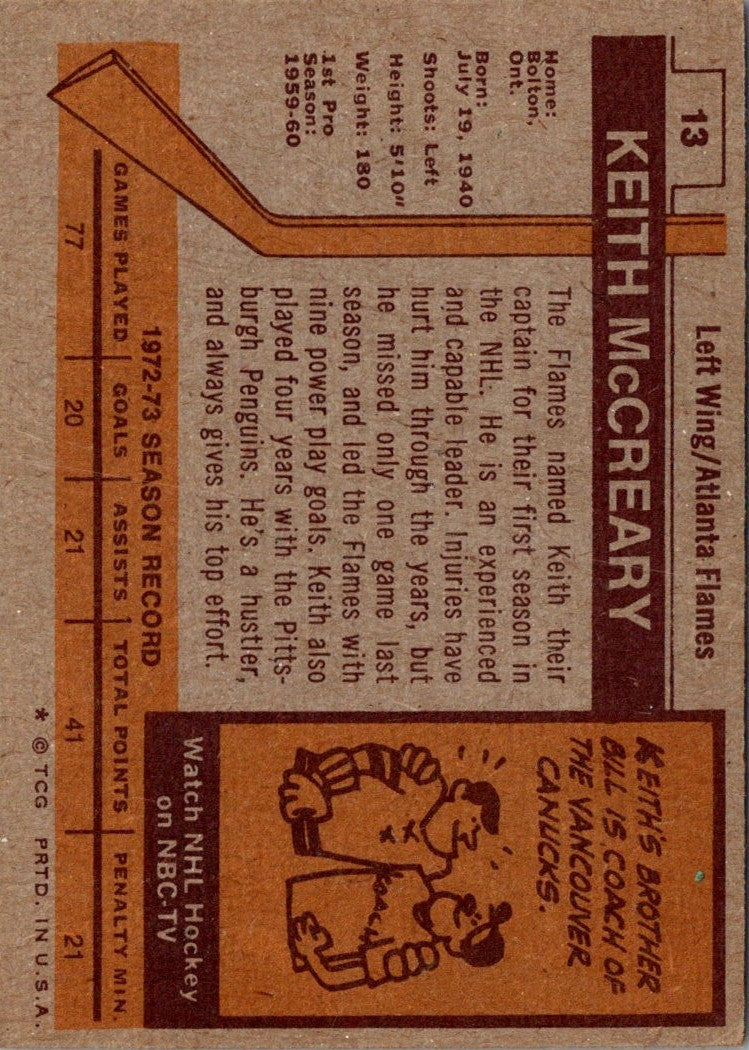 13
Left Wing/Atlanta Flames
KEITH McCREARY
Home:
Bolton,
Ont.
Born:
July 19, 1940
Shoots: Left
Height: 5'10"
Weight: 180
1st Pro
Season:
1959-60
The Flames named Keith their
captain for their first season in
the NHL. He is an experienced
and capable leader. Injuries have
hurt him through the years, but
he missed only one game last
season, and led the Flames with
nine power play goals. Keith also
played four years with the Pitts-
burgh Penguins. He's a hustler,
and always gives his top effort.
KEITH'S BROTHER
BILL IS COACH OF
THE VANCOUVER
CANUCKS.
COACH
Watch NHL Hockey
on NBC-TV
1972-73 SEASON RECORD
GAMES PLAYED GOALS ASSISTS TOTAL POINTS PENALTY MIN.
77 20 21 41 21
* © TCG PRTD. IN U.S.A.